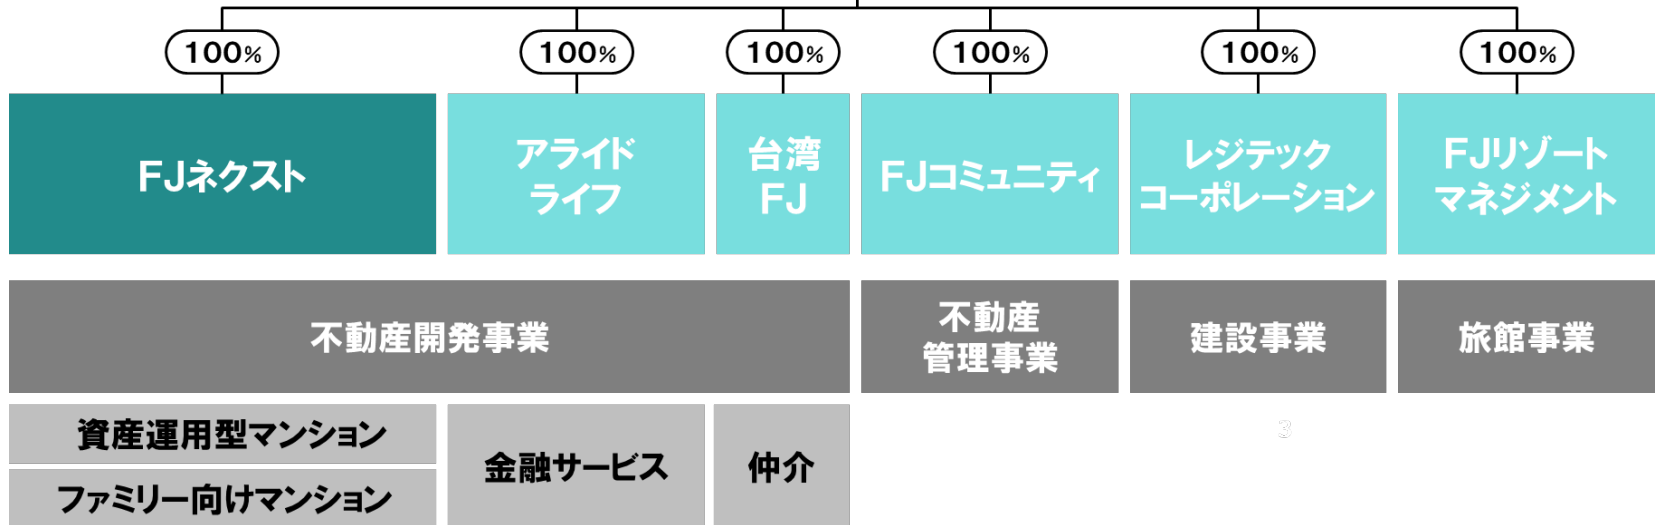 100%
100%
100%
100%
100%
100%
FJネクスト
アライド
ライフ
台湾
FJ
FJコミュニティ
レジテック
コーポレーション
FJリゾート
マネジメント
不動産開発事業
不動産
管理事業
建設事業
旅館事業
資産運用型マンション
ファミリー向けマンション
金融サービス
仲介
3